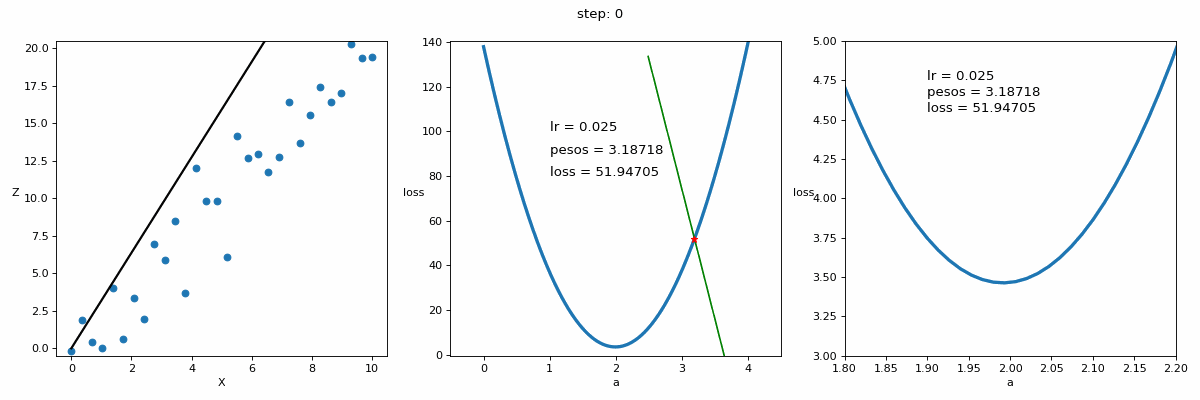 step: 0
20.0
17.5
15.0
12.5
10.0
7.5
5.0
2.5
0.0
Z
0 2 4 6 8 10
X
140
120
100
80
60
40
20
0
loss
lr = 0.025
pesos = 3.18718
loss = 51.94705
0 1 2 3 4
a
5.00
4.75
4.50
4.25
4.00
3.75
3.50
3.25
3.00
loss
lr = 0.025
pesos = 3.18718
loss = 51.94705
1.80 1.85 1.90 1.95 2.00 2.05 2.10 2.15 2.20
a